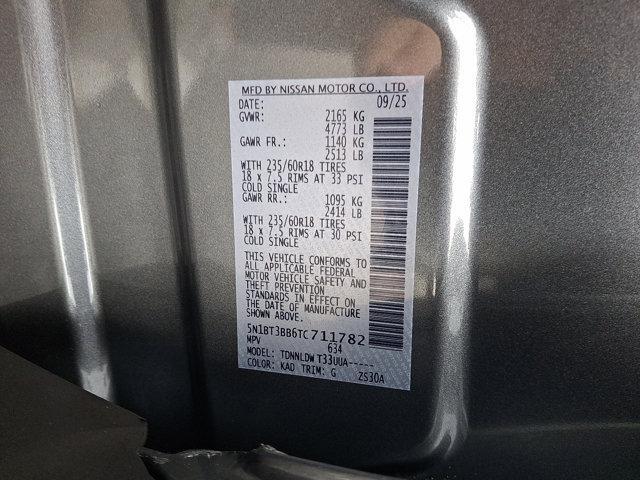 MFD BY NISSAN MOTOR CO., LTD.
DATE: 09/25
GVWR: 2165 KG
4773 LB
GAWR FR.: 1140 KG
2513 LB
WITH 235/60R18 TIRES
18 x 7.5 RIMS AT 33 PSI
COLD SINGLE
GAWR RR.: 1095 KG
2414 LB
WITH 235/60R18 TIRES
18 x 7.5 RIMS AT 30 PSI
COLD SINGLE
THIS VEHICLE CONFORMS TO
ALL APPLICABLE FEDERAL
MOTOR VEHICLE SAFETY AND
THEFT PREVENTION
STANDARDS IN EFFECT ON
THE DATE OF MANUFACTURE
SHOWN ABOVE.
5N1BT3BB6TC711782
MPV 634
MODEL: TDNNLDW T33UUA-----
COLOR: KAD TRIM: G ZS30A